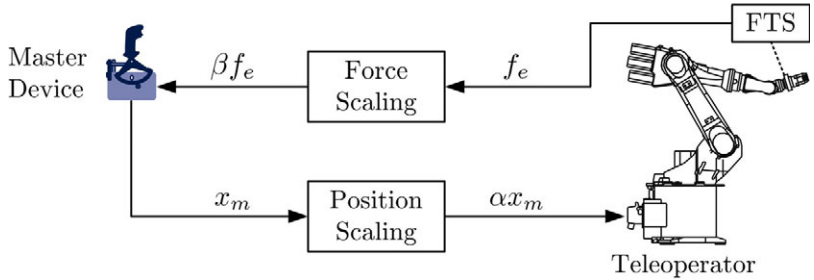 FTS
Master
Device
βf_e
Force
Scaling
f_e
x_m
Position
Scaling
αx_m
Teleoperator